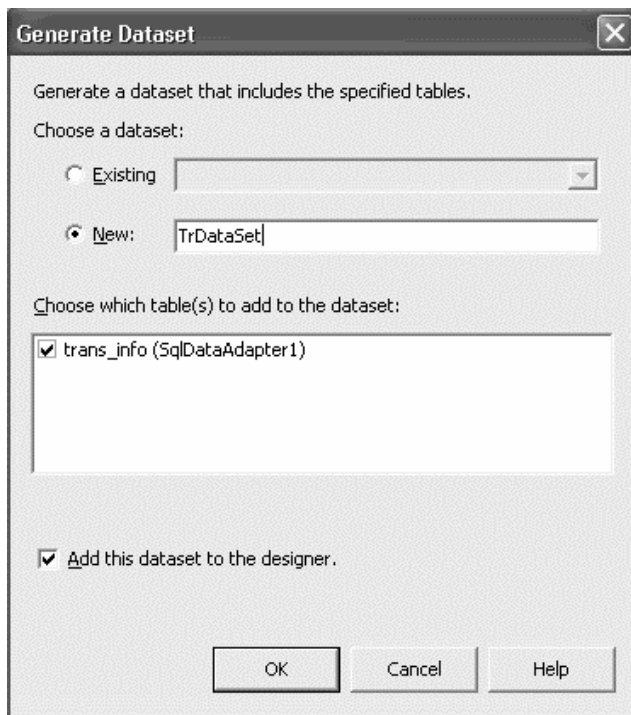 Generate Dataset
Generate a dataset that includes the specified tables.
Choose a dataset:
Existing
New: TrDataSet
Choose which table(s) to add to the dataset:
trans_info (SqlDataAdapter1)
Add this dataset to the designer.
OK Cancel Help